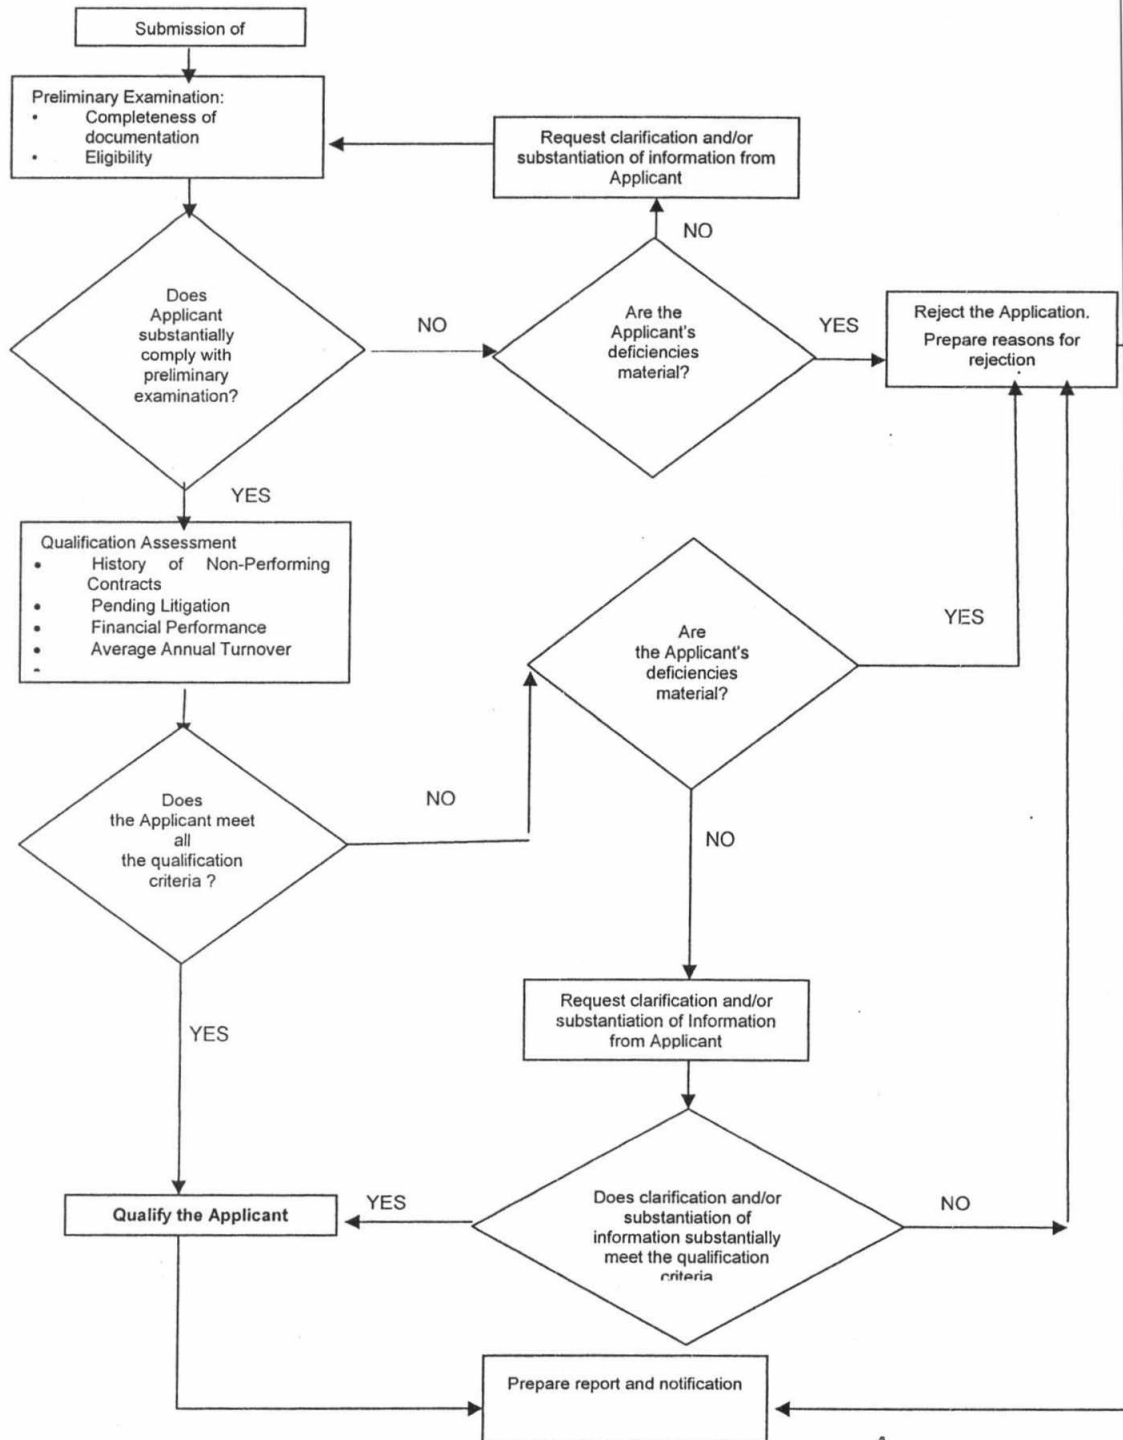 Submission of
Preliminary Examination:
• Completeness of
documentation
• Eligibility
Request clarification and/or
substantiation of information from
Applicant
NO
Does
Applicant
substantially
comply with
preliminary
examination?
NO
Are the
Applicant's
deficiencies
material?
YES
Reject the Application.
Prepare reasons for
rejection
YES
Qualification Assessment
• History of Non-Performing
Contracts
• Pending Litigation
• Financial Performance
• Average Annual Turnover
Are
the Applicant's
deficiencies
material?
YES
Does
the Applicant meet
all
the qualification
criteria ?
NO
NO
Request clarification and/or
substantiation of Information
from Applicant
YES
Qualify the Applicant
YES
Does clarification and/or
substantiation of
information substantially
meet the qualification
criteria
NO
Prepare report and notification